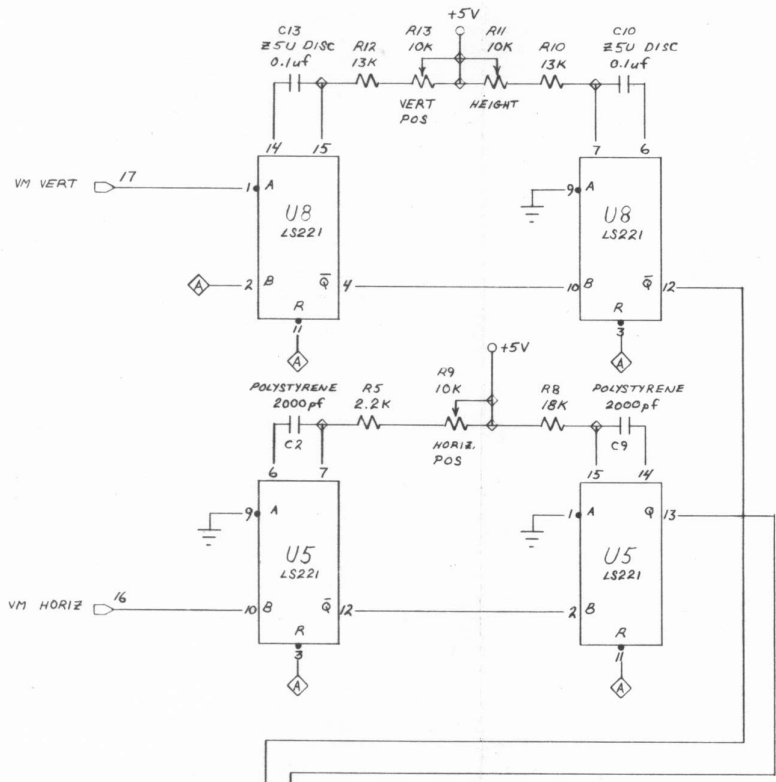 +5V
C13
Z5U DISC
0.1uf
R12
13K
R13
10K
R11
10K
R10
13K
C10
Z5U DISC
0.1uf
VERT
POS
HEIGHT
14 15
7 6
VM VERT 17
1 A
U8
LS221
A 2 B Q̅ 4
R
11
A
9 A
U8
LS221
10 B Q̅ 12
R
3
A
+5V
POLYSTYRENE
2000pf
C2
R5
2.2K
R9
10K
HORIZ.
POS
R8
18K
POLYSTYRENE
2000pf
C9
6 7
15 14
9 A
U5
LS221
VM HORIZ 16
10 B Q̅ 12
R
3
A
1 A Q 13
U5
LS221
2 B
R
11
A